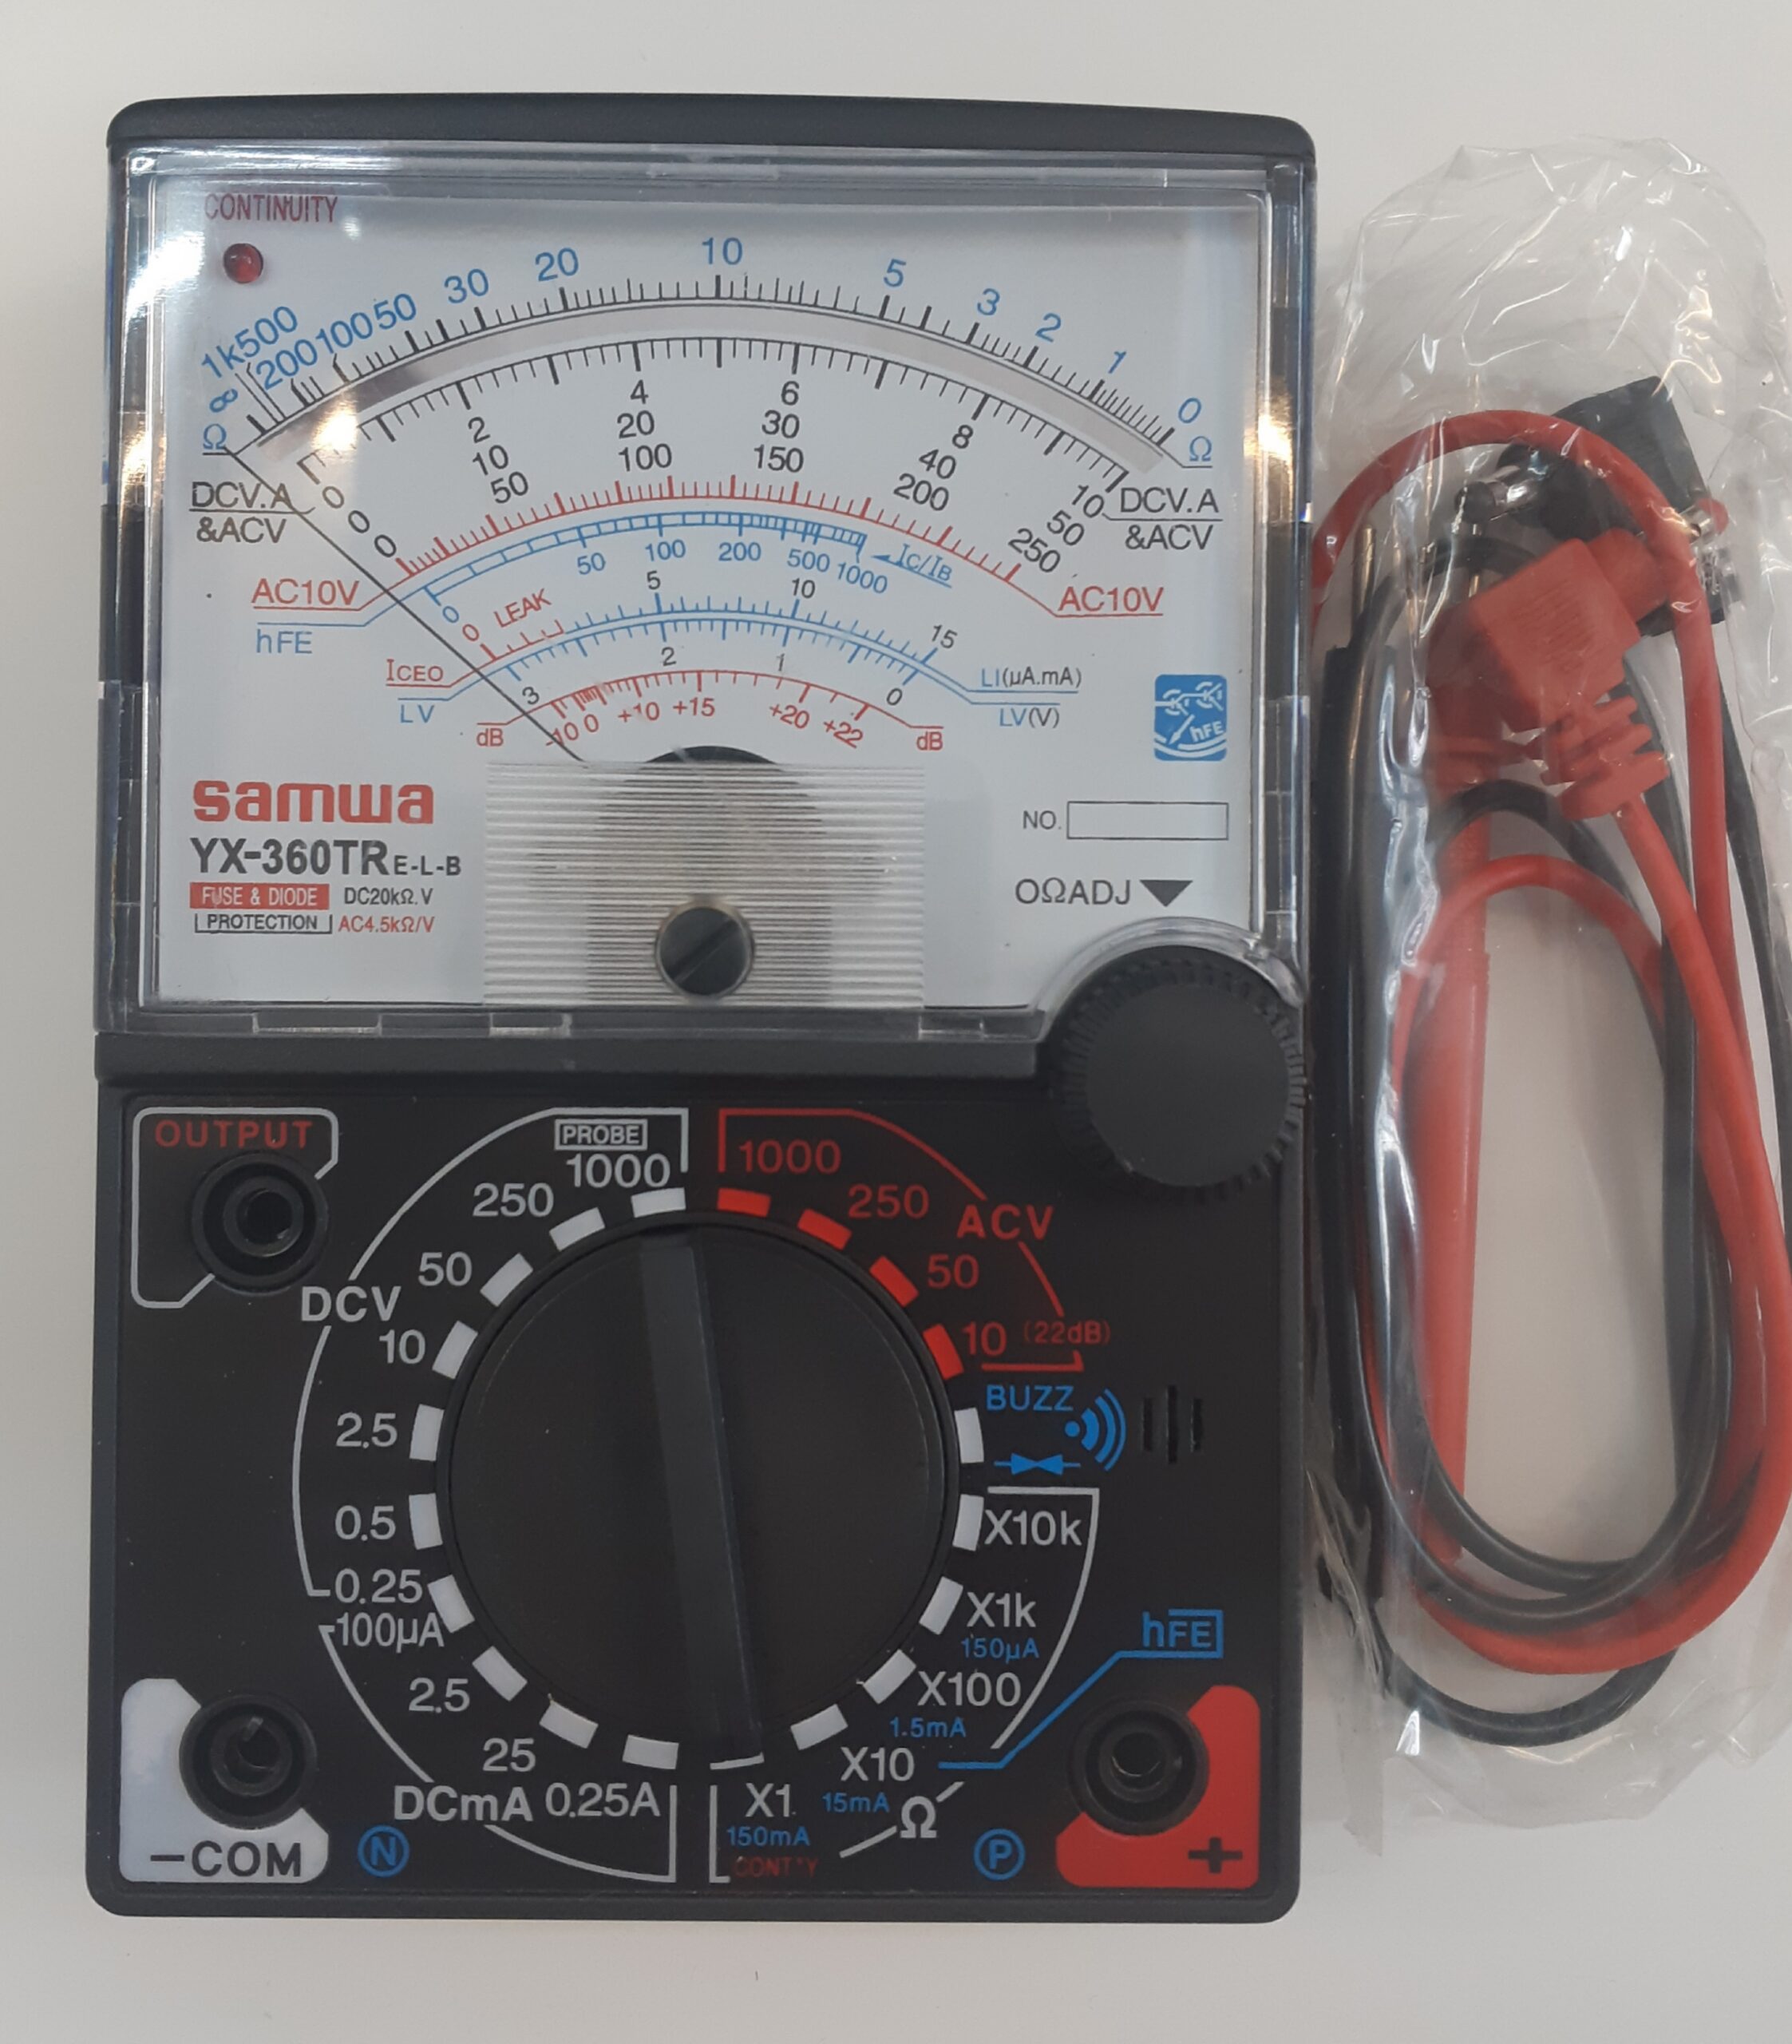 CONTINUITY
Ω ∞ 1k 500 200 100 50 30 20 10 5 3 2 1 0 Ω
DCV.A
&ACV
0 2 4 6 8 10
0 10 20 30 40 50
0 50 100 150 200 250
DCV.A
&ACV
AC10V
AC10V
hFE
0 50 100 200 500 1000 IC/IB
ICEO
0 LEAK 5 10 15
LI(μA.mA)
LV
3 2 1 0
LV(V)
dB
-10 0 +10 +15 +20 +22
dB
hFE
samwa
YX-360TRE-L-B
FUSE & DIODE DC20kΩ.V
PROTECTION AC4.5kΩ/V
NO.
OΩADJ
OUTPUT
PROBE
1000
250
50
DCV
10
2.5
0.5
0.25
100μA
2.5
25
DCmA 0.25A
1000
250
ACV
50
10 (22dB)
BUZZ
X10k
X1k
150μA
X100
1.5mA
X10
15mA
X1
150mA
CONT'Y
Ω
hFE
−COM
N
P
+